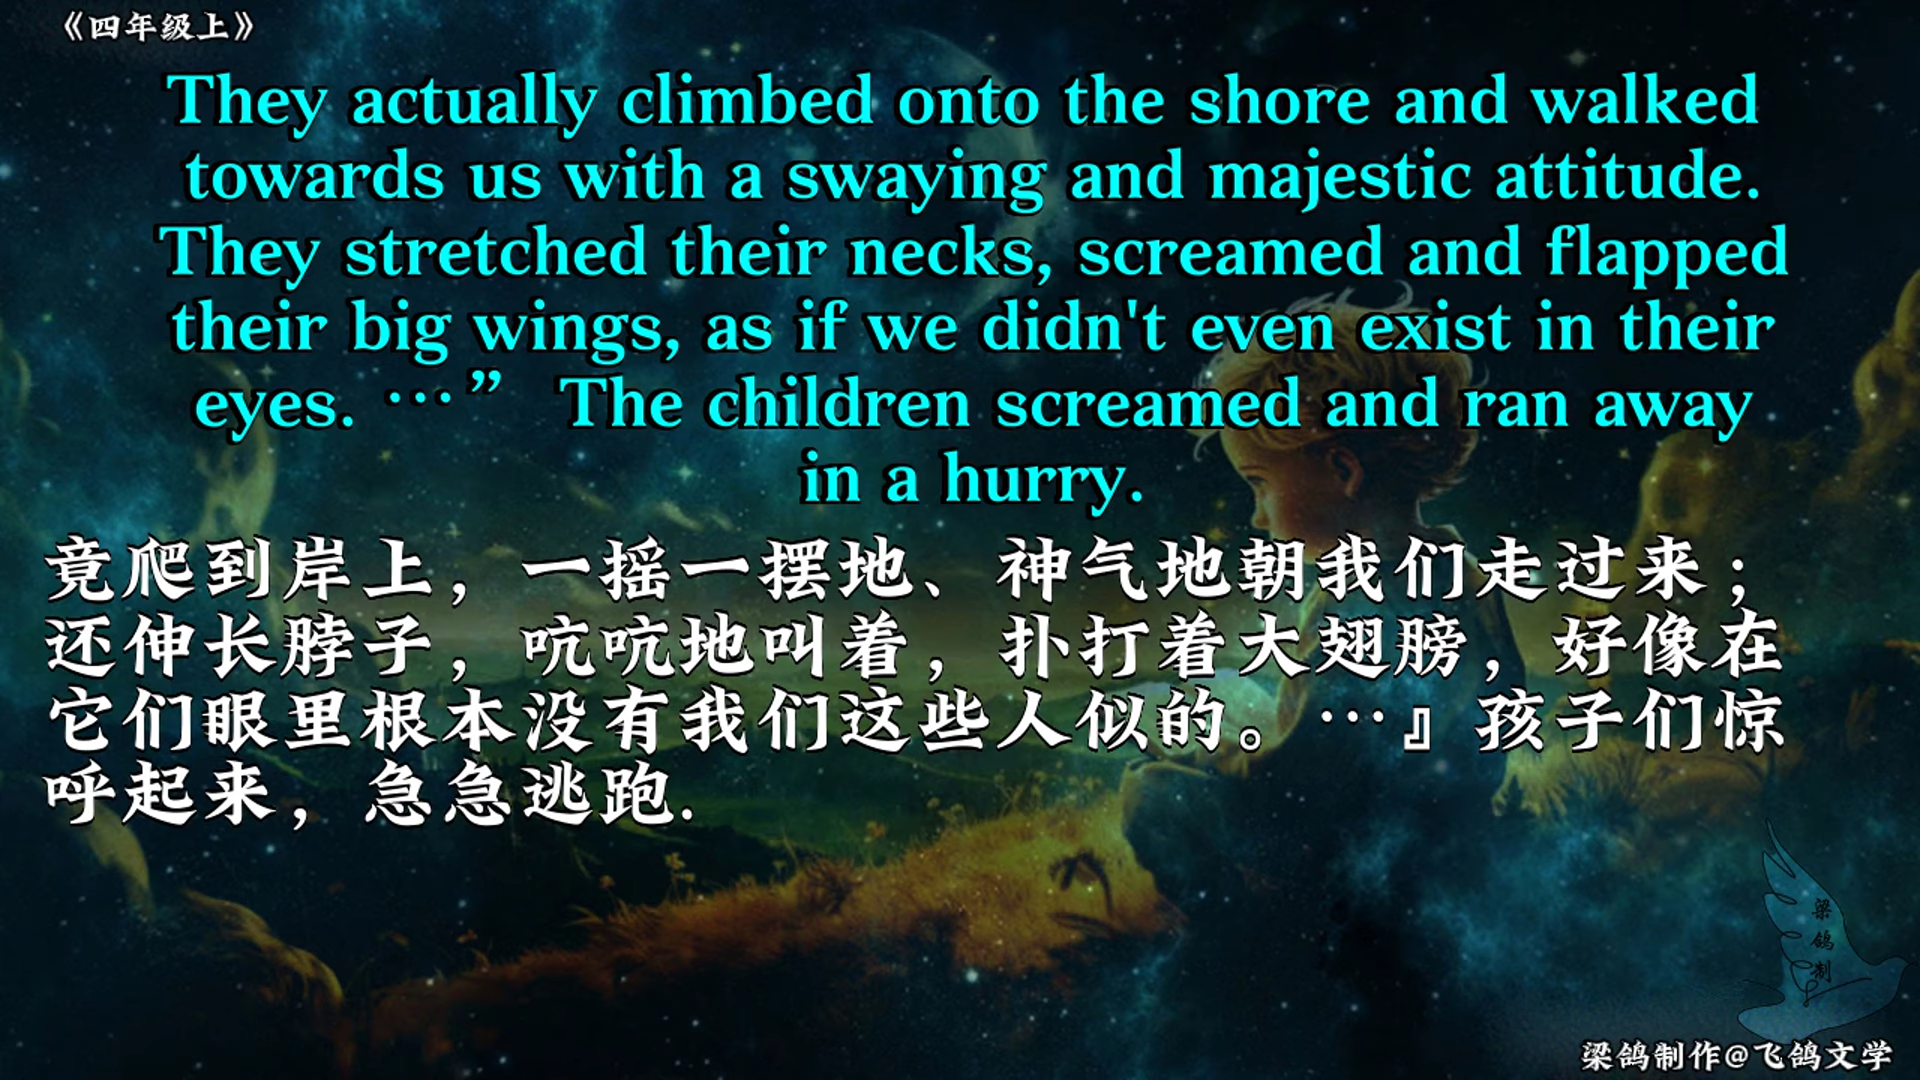 《四年级上》
They actually climbed onto the shore and walked
towards us with a swaying and majestic attitude.
They stretched their necks, screamed and flapped
their big wings, as if we didn't even exist in their
eyes. …” The children screamed and ran away
in a hurry.
竟爬到岸上，一摇一摆地、神气地朝我们走过来；
还伸长脖子，吭吭地叫着，扑打着大翅膀，好像在
它们眼里根本没有我们这些人似的。…』孩子们惊
呼起来，急急逃跑.
梁
鸽
制
梁鸽制作@飞鸽文学